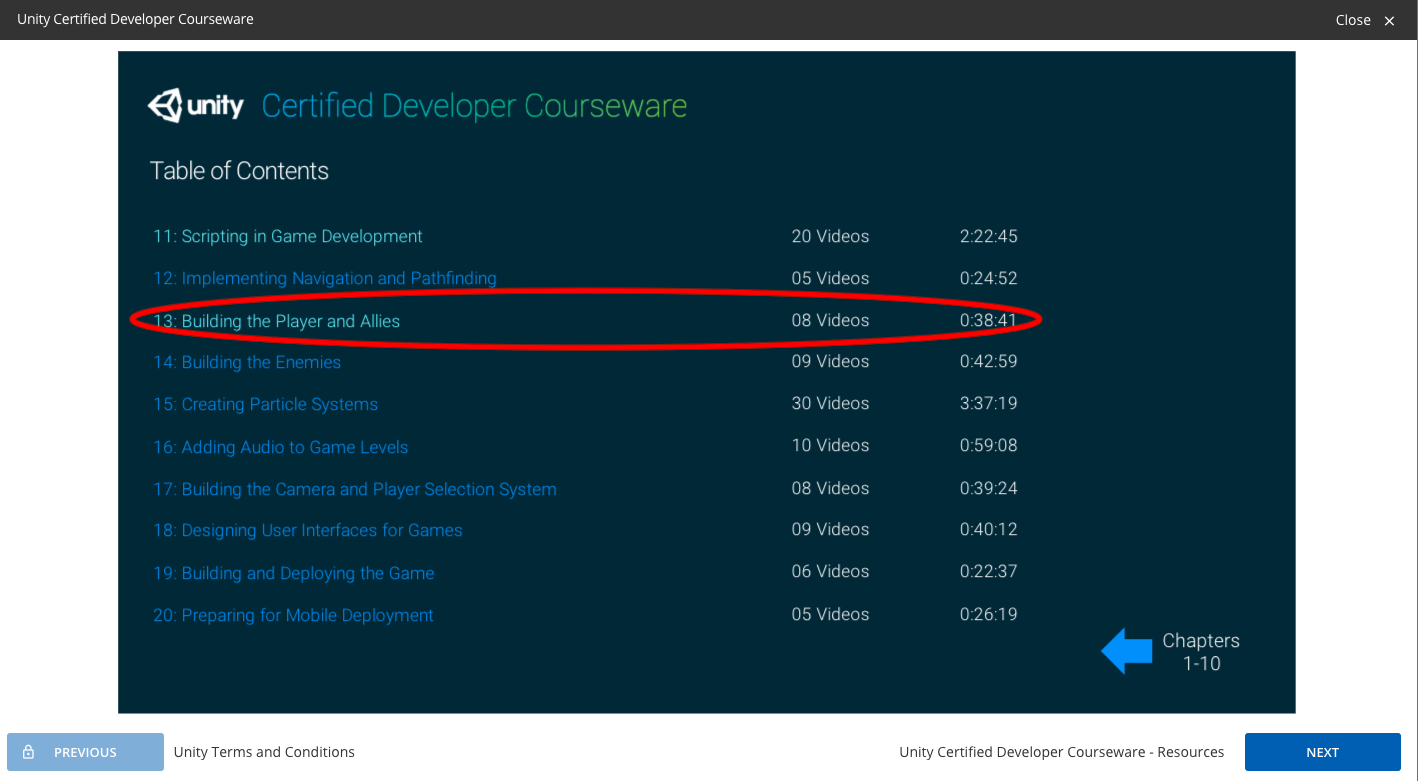 Unity Certified Developer Courseware
Close ×
unity Certified Developer Courseware
Table of Contents
11: Scripting in Game Development 20 Videos 2:22:45
12: Implementing Navigation and Pathfinding 05 Videos 0:24:52
13: Building the Player and Allies 08 Videos 0:38:41
14: Building the Enemies 09 Videos 0:42:59
15: Creating Particle Systems 30 Videos 3:37:19
16: Adding Audio to Game Levels 10 Videos 0:59:08
17: Building the Camera and Player Selection System 08 Videos 0:39:24
18: Designing User Interfaces for Games 09 Videos 0:40:12
19: Building and Deploying the Game 06 Videos 0:22:37
20: Preparing for Mobile Deployment 05 Videos 0:26:19
Chapters
1-10
PREVIOUS
Unity Terms and Conditions
Unity Certified Developer Courseware - Resources
NEXT